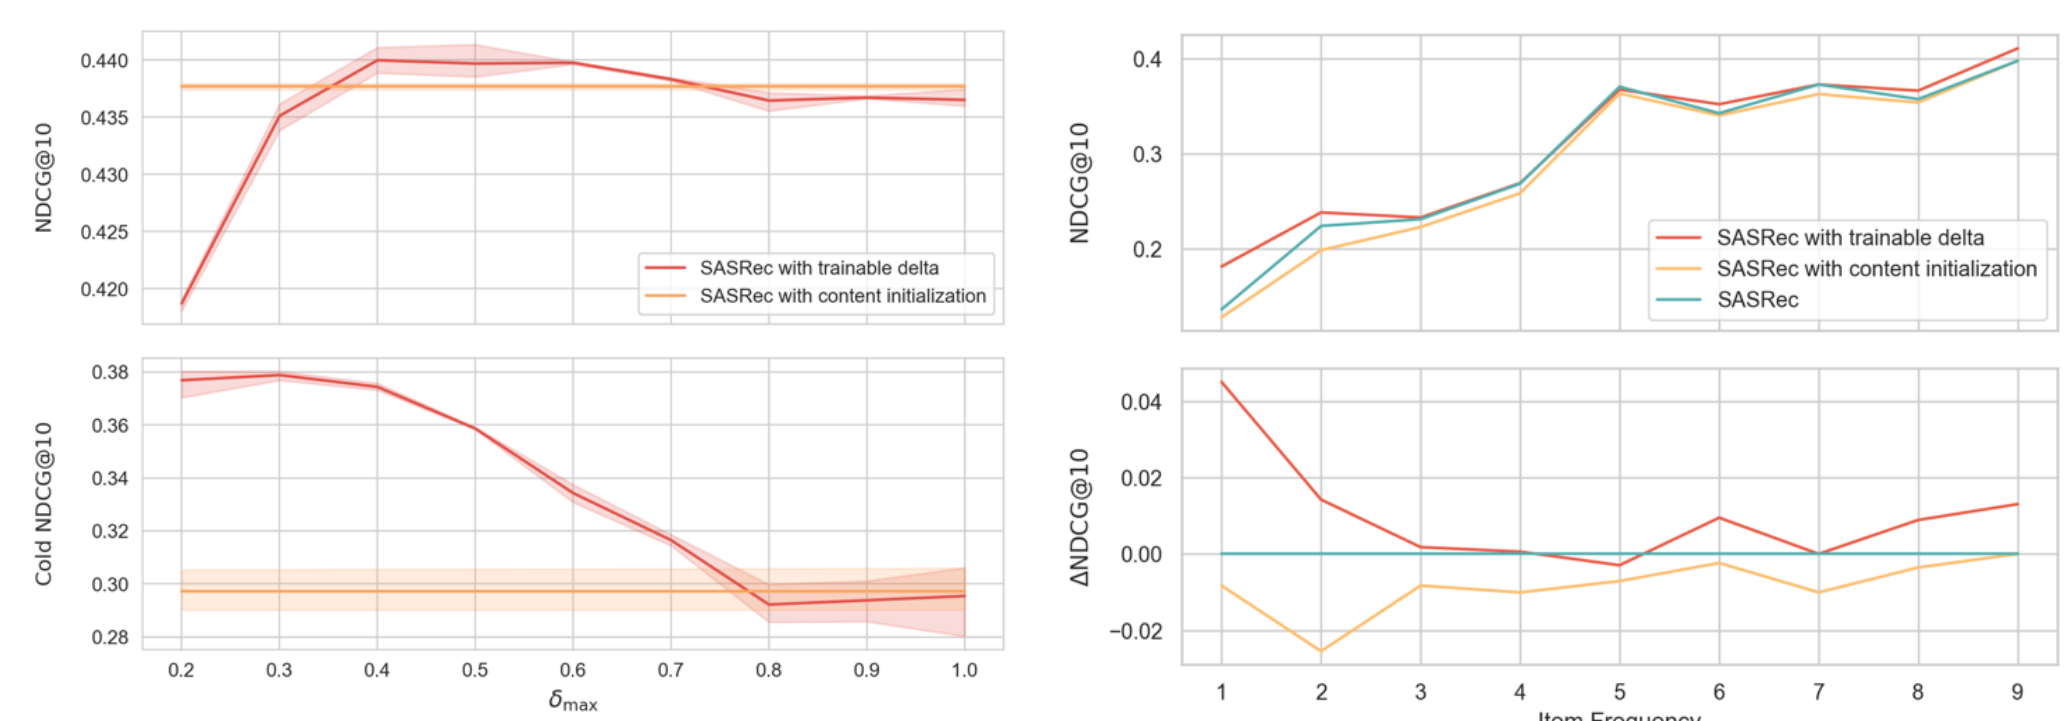 0.440
0.435
0.430
0.425
0.420
NDCG@10
SASRec with trainable delta
SASRec with content initialization
0.38
0.36
0.34
0.32
0.30
0.28
Cold NDCG@10
0.2 0.3 0.4 0.5 0.6 0.7 0.8 0.9 1.0
δmax
0.4
0.3
0.2
NDCG@10
SASRec with trainable delta
SASRec with content initialization
SASRec
0.04
0.02
0.00
−0.02
ΔNDCG@10
1 2 3 4 5 6 7 8 9
Item Frequency